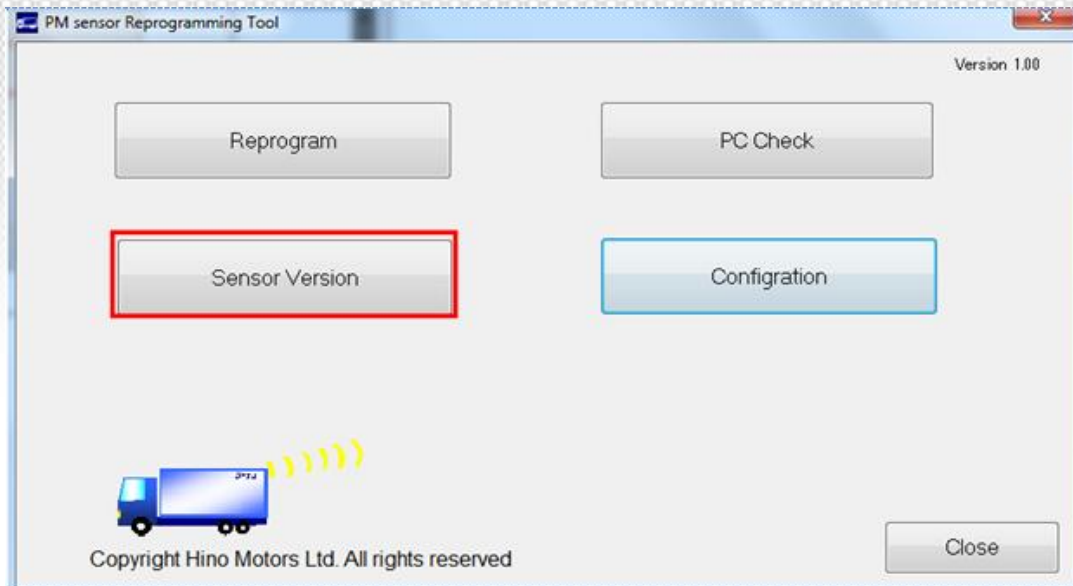 PM sensor Reprogramming Tool
Version 1.00
Reprogram
PC Check
Sensor Version
Configration
Copyright Hino Motors Ltd. All rights reserved
Close